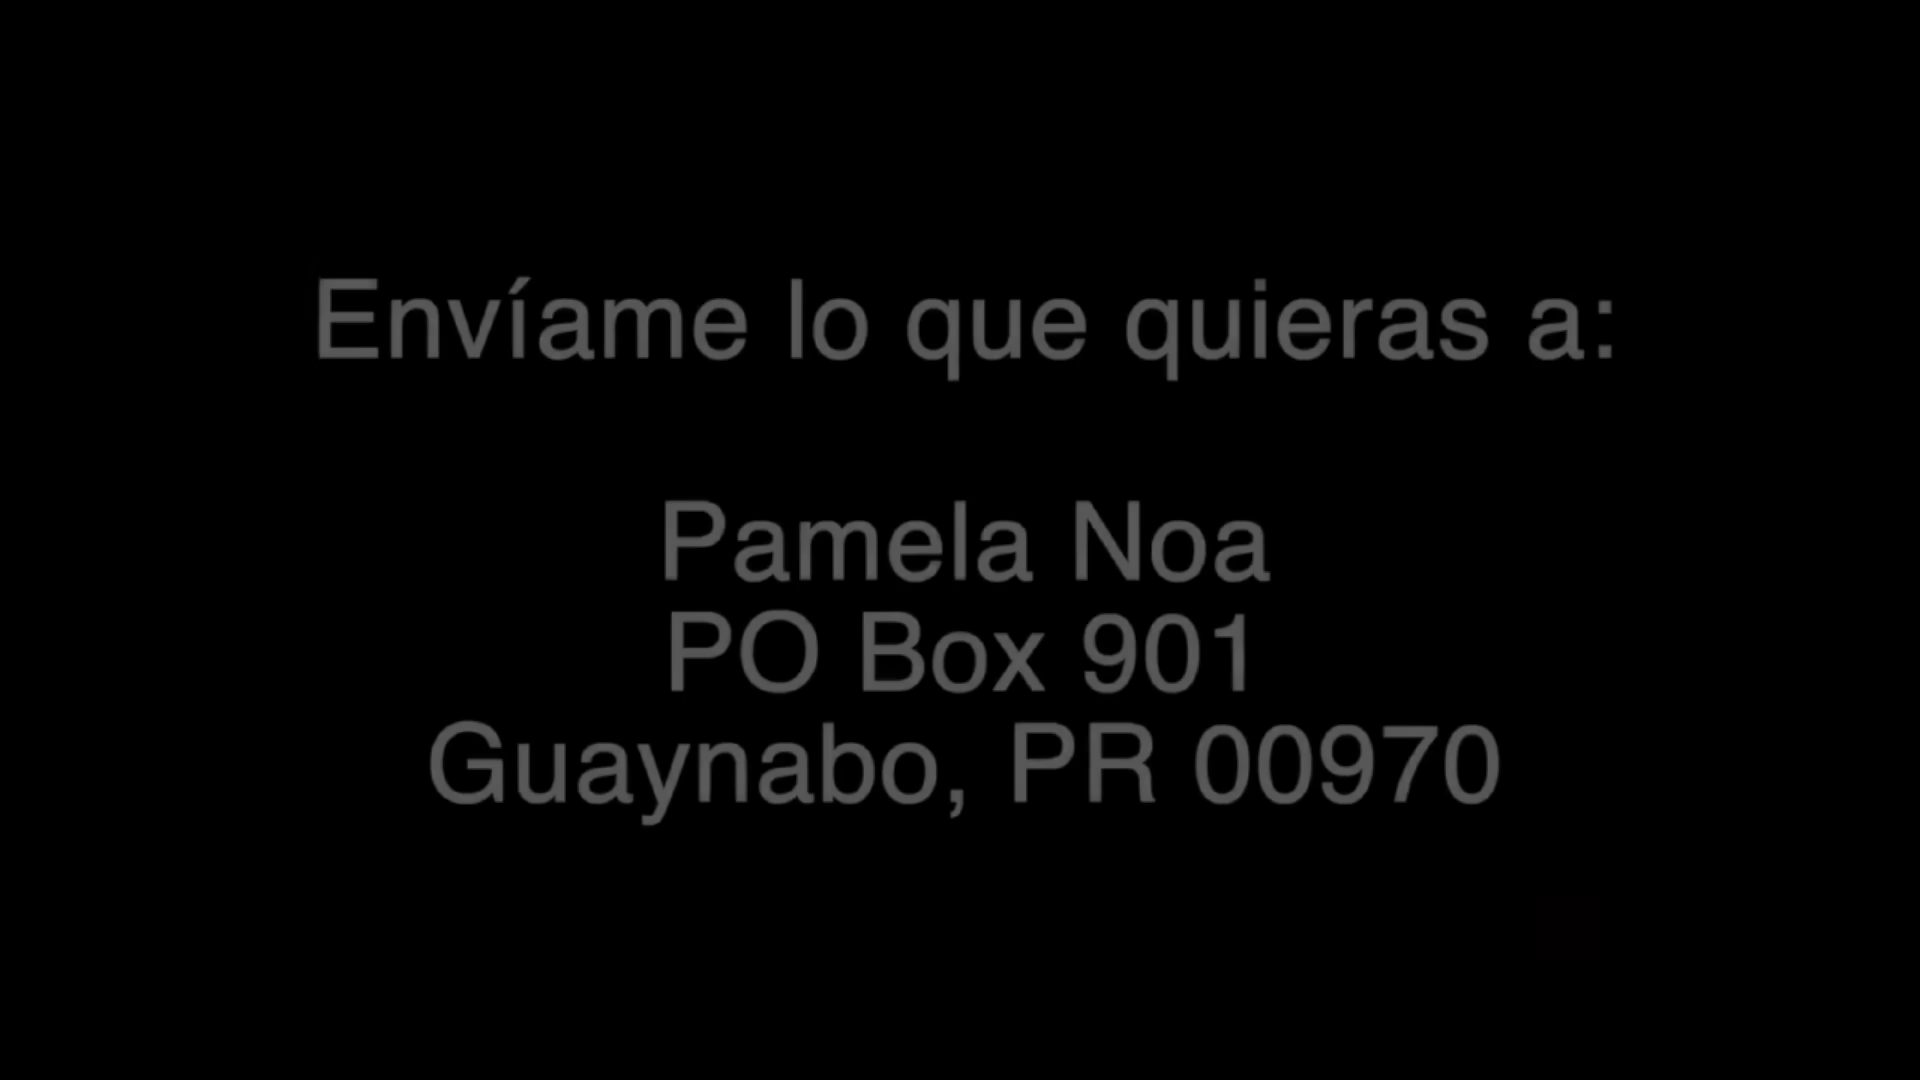 Envíame lo que quieras a:
Pamela Noa
PO Box 901
Guaynabo, PR 00970